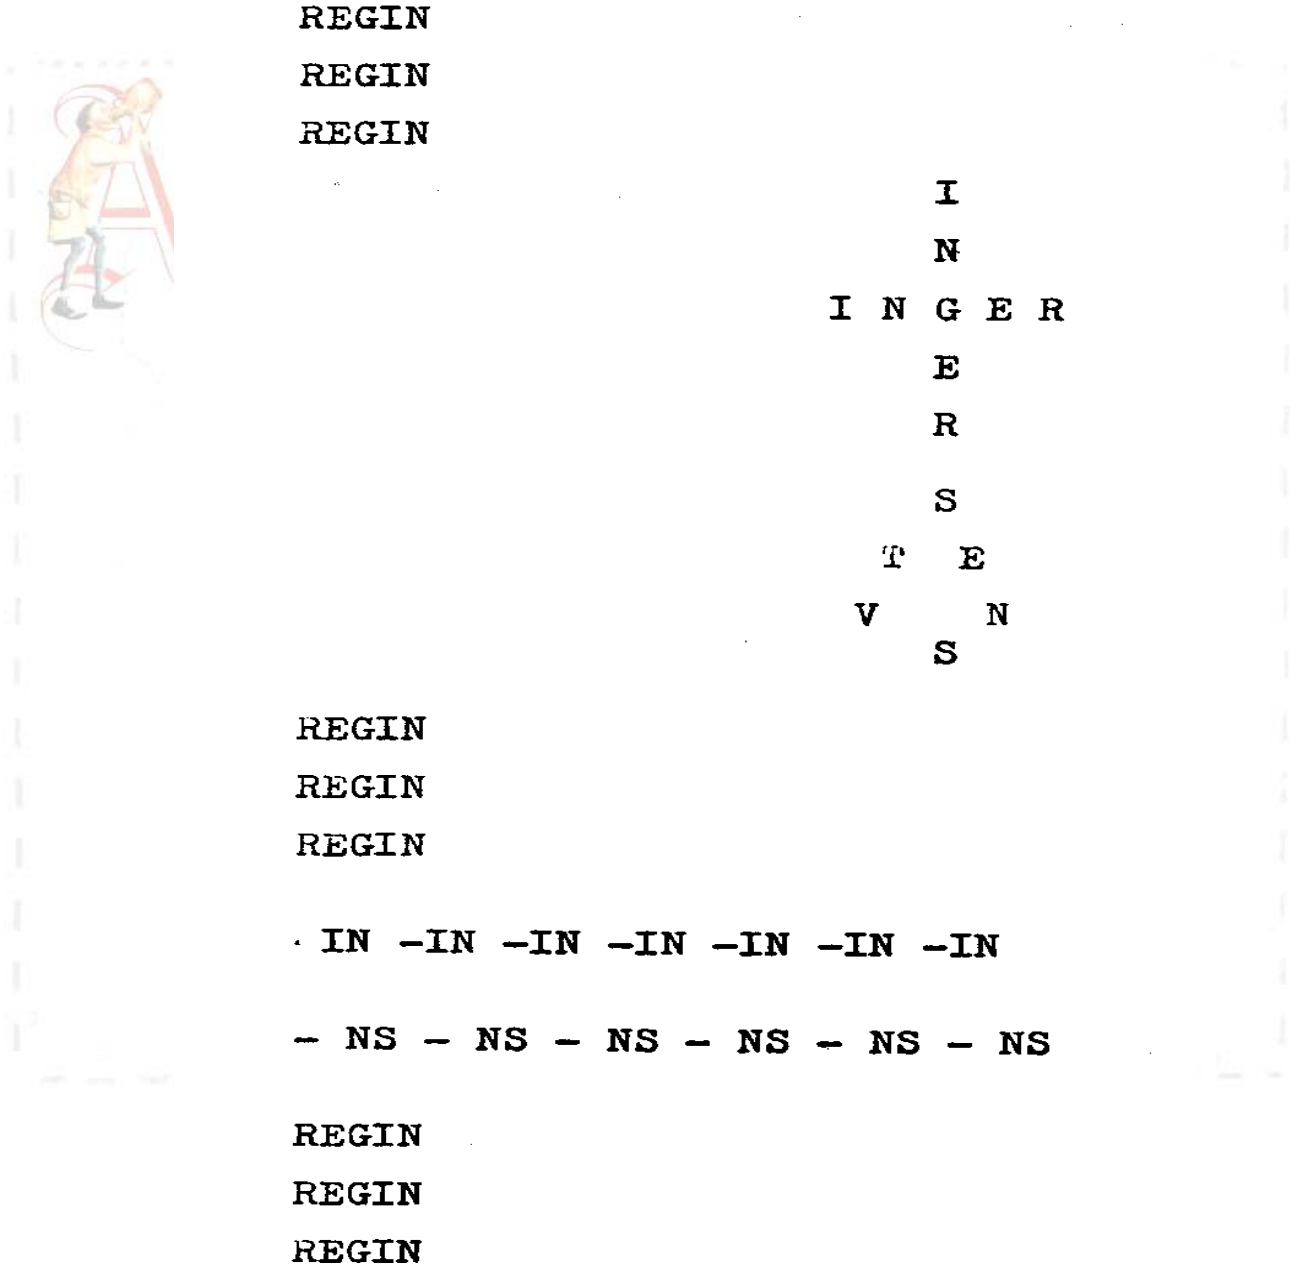 REGIN
REGIN
REGIN
I
N
I N G E R
E
R
S
T E
V N
S
REGIN
REGIN
REGIN
IN –IN –IN –IN –IN –IN –IN
– NS – NS – NS – NS – NS – NS
REGIN
REGIN
REGIN